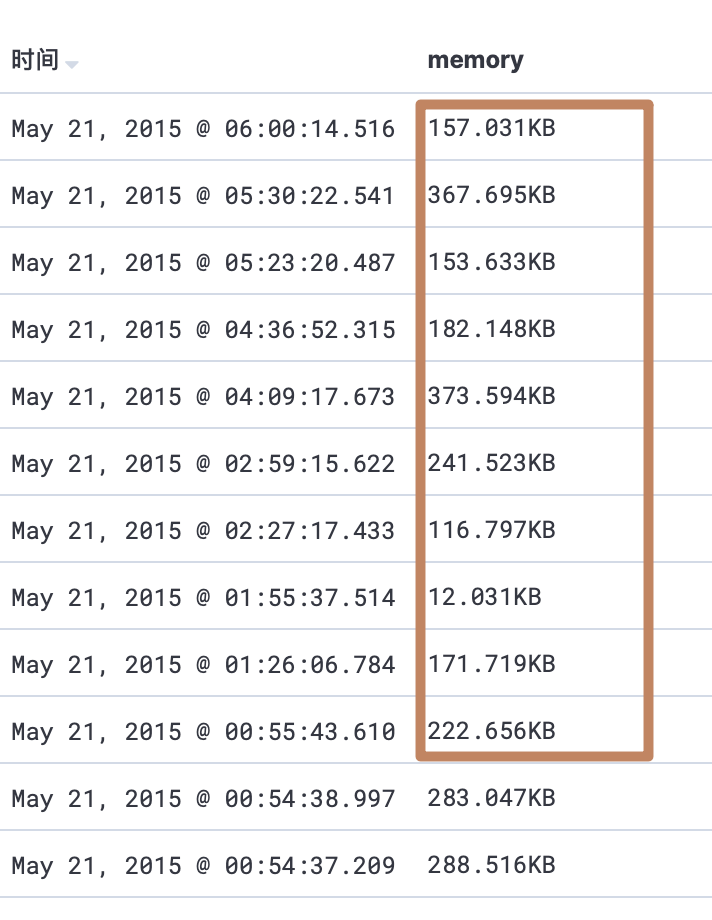 时间 memory
May 21, 2015 @ 06:00:14.516 157.031KB
May 21, 2015 @ 05:30:22.541 367.695KB
May 21, 2015 @ 05:23:20.487 153.633KB
May 21, 2015 @ 04:36:52.315 182.148KB
May 21, 2015 @ 04:09:17.673 373.594KB
May 21, 2015 @ 02:59:15.622 241.523KB
May 21, 2015 @ 02:27:17.433 116.797KB
May 21, 2015 @ 01:55:37.514 12.031KB
May 21, 2015 @ 01:26:06.784 171.719KB
May 21, 2015 @ 00:55:43.610 222.656KB
May 21, 2015 @ 00:54:38.997 283.047KB
May 21, 2015 @ 00:54:37.209 288.516KB